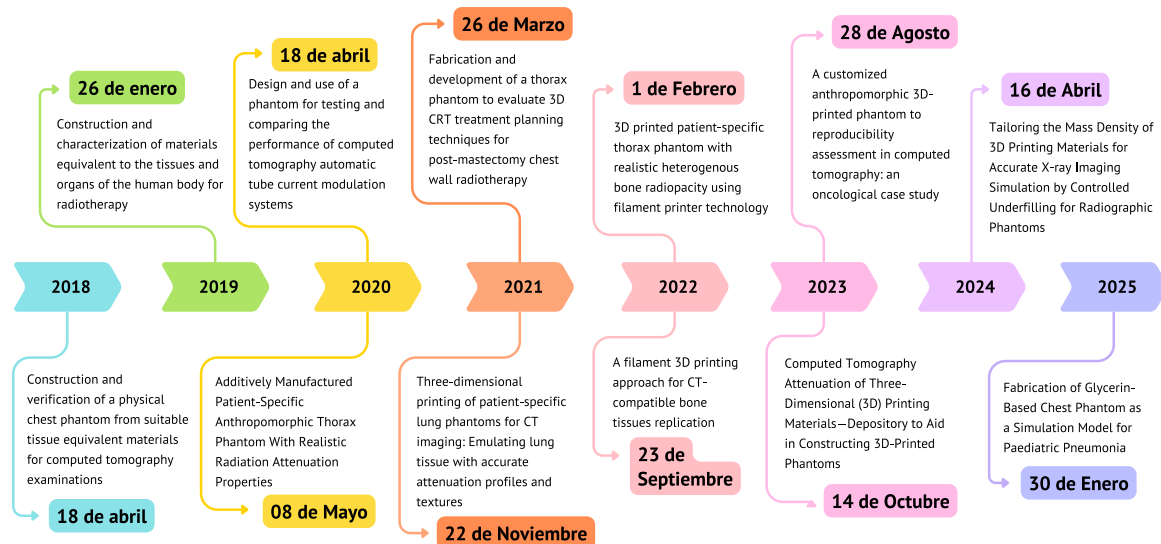 26 de enero
Construction and
characterization of materials
equivalent to the tissues and
organs of the human body for
radiotherapy
18 de abril
Design and use of a
phantom for testing and
comparing the
performance of computed
tomography automatic
tube current modulation
systems
26 de Marzo
Fabrication and
development of a thorax
phantom to evaluate 3D
CRT treatment planning
techniques for
post-mastectomy chest
wall radiotherapy
1 de Febrero
3D printed patient-specific
thorax phantom with
realistic heterogenous
bone radiopacity using
filament printer technology
28 de Agosto
A customized
anthropomorphic 3D-
printed phantom to
reproducibility
assessment in computed
tomography: an
oncological case study
16 de Abril
Tailoring the Mass Density of
3D Printing Materials for
Accurate X-ray Imaging
Simulation by Controlled
Underfilling for Radiographic
Phantoms
2018
2019
2020
2021
2022
2023
2024
2025
Construction and
verification of a physical
chest phantom from suitable
tissue equivalent materials
for computed tomography
examinations
18 de abril
Additively Manufactured
Patient-Specific
Anthropomorphic Thorax
Phantom With Realistic
Radiation Attenuation
Properties
08 de Mayo
Three-dimensional
printing of patient-specific
lung phantoms for CT
imaging: Emulating lung
tissue with accurate
attenuation profiles and
textures
22 de Noviembre
A filament 3D printing
approach for CT-
compatible bone
tissues replication
23 de
Septiembre
Computed Tomography
Attenuation of Three-
Dimensional (3D) Printing
Materials—Depository to Aid
in Constructing 3D-Printed
Phantoms
14 de Octubre
Fabrication of Glycerin-
Based Chest Phantom as
a Simulation Model for
Paediatric Pneumonia
30 de Enero